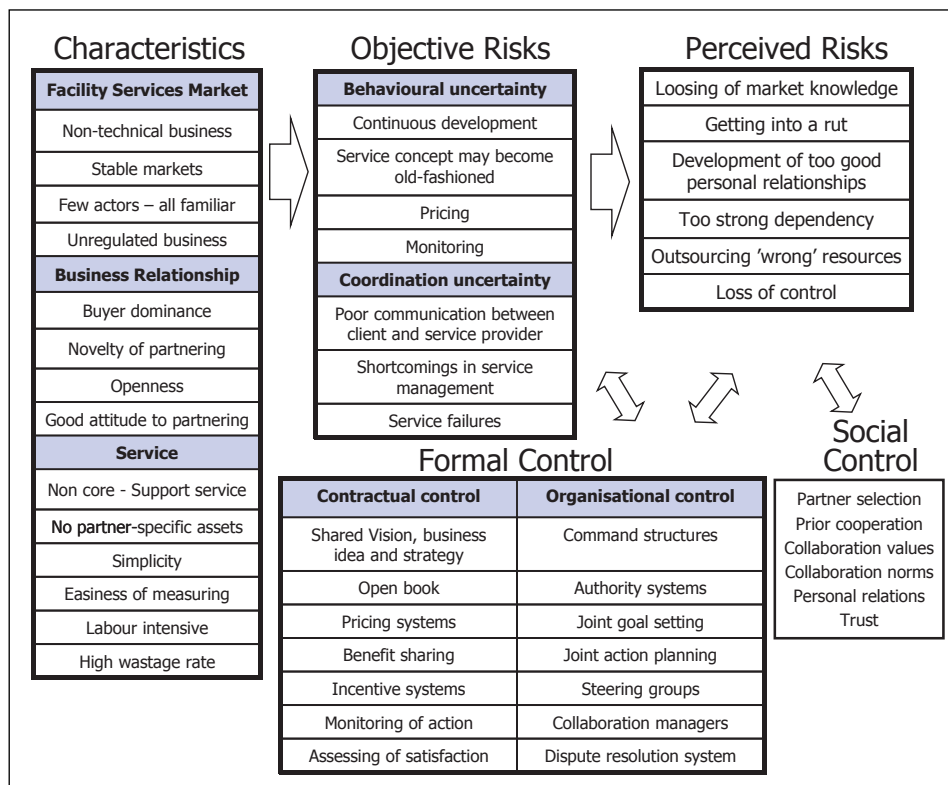 Characteristics
Facility Services Market
Non-technical business
Stable markets
Few actors – all familiar
Unregulated business
Business Relationship
Buyer dominance
Novelty of partnering
Openness
Good attitude to partnering
Service
Non core - Support service
No partner-specific assets
Simplicity
Easiness of measuring
Labour intensive
High wastage rate
Objective Risks
Behavioural uncertainty
Continuous development
Service concept may become
old-fashioned
Pricing
Monitoring
Coordination uncertainty
Poor communication between
client and service provider
Shortcomings in service
management
Service failures
Perceived Risks
Loosing of market knowledge
Getting into a rut
Development of too good
personal relationships
Too strong dependency
Outsourcing ’wrong’ resources
Loss of control
Formal Control
Contractual control
Shared Vision, business
idea and strategy
Open book
Pricing systems
Benefit sharing
Incentive systems
Monitoring of action
Assessing of satisfaction
Organisational control
Command structures
Authority systems
Joint goal setting
Joint action planning
Steering groups
Collaboration managers
Dispute resolution system
Social
Control
Partner selection
Prior cooperation
Collaboration values
Collaboration norms
Personal relations
Trust